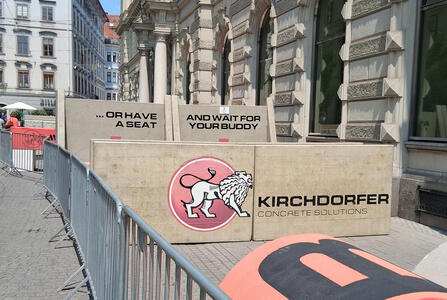 ... OR HAVE
A SEAT
AND WAIT FOR
YOUR BUDDY
KIRCHDORFER
CONCRETE SOLUTIONS